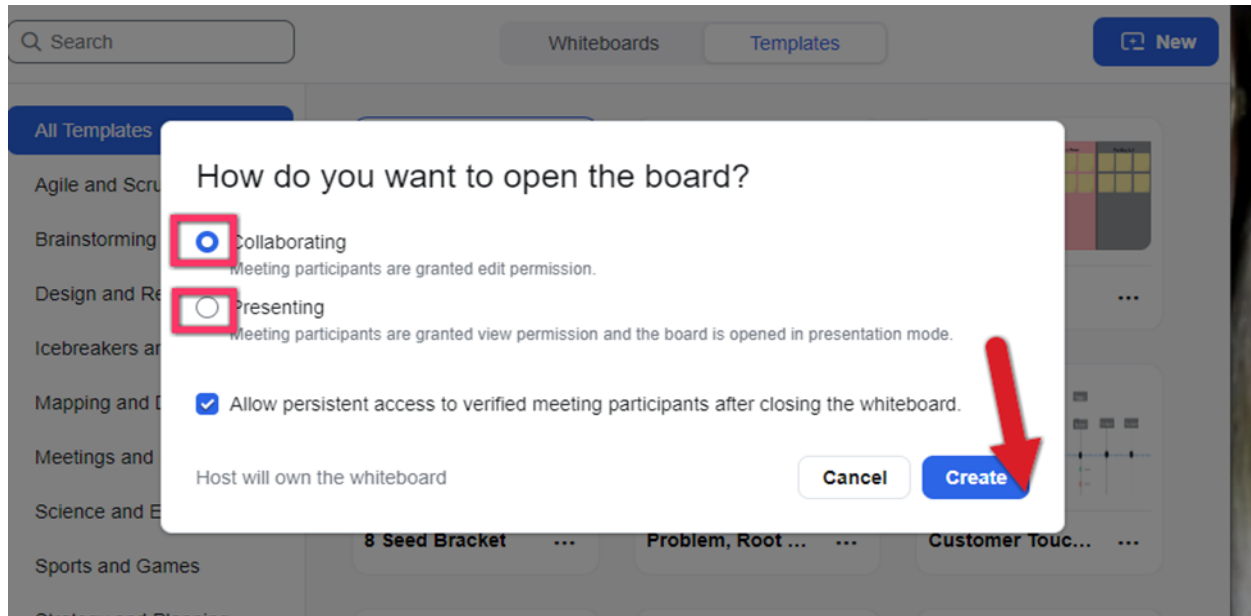 Search
Whiteboards
Templates
New
All Templates
Agile and Scru
Brainstorming
Design and Re
Icebreakers ar
Mapping and
Meetings and
Science and E
Sports and Games
Strategy and Planning
How do you want to open the board?
Collaborating
Meeting participants are granted edit permission.
Presenting
Meeting participants are granted view permission and the board is opened in presentation mode.
Allow persistent access to verified meeting participants after closing the whiteboard.
Host will own the whiteboard
Cancel
Create
8 Seed Bracket ...
Problem, Root ... ...
Customer Touc... ...